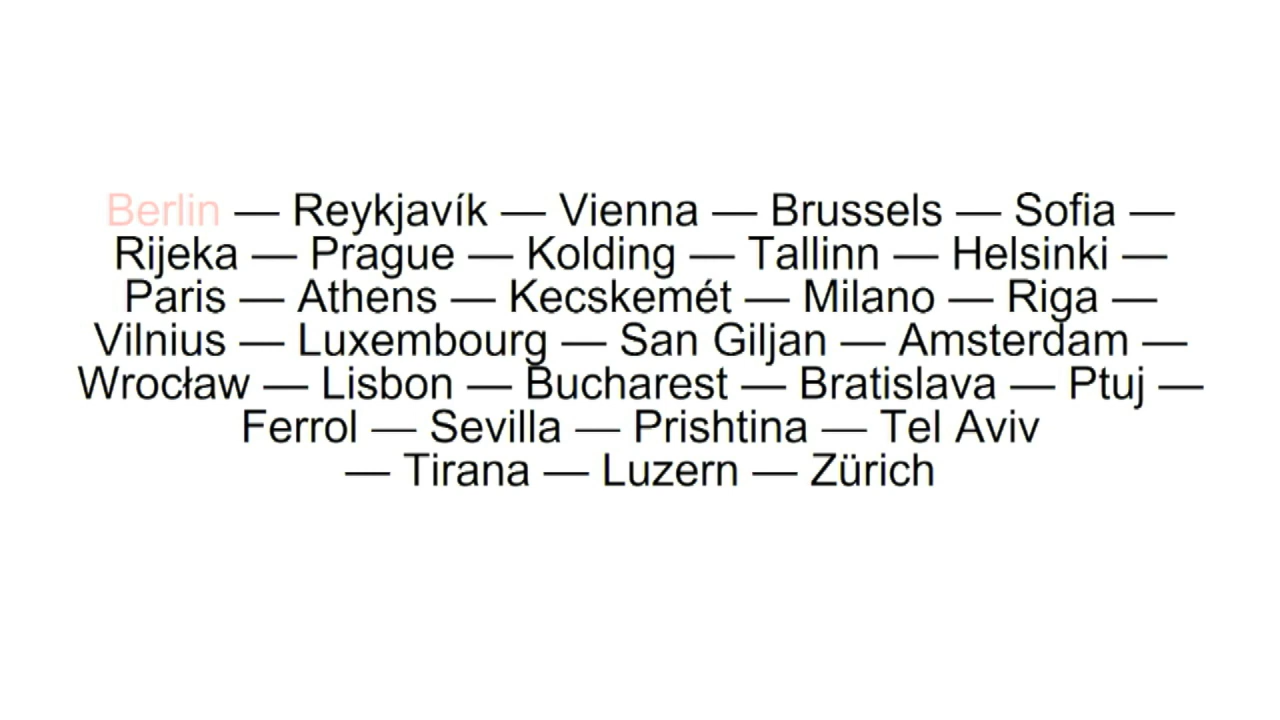 Berlin — Reykjavík — Vienna — Brussels — Sofia —
Rijeka — Prague — Kolding — Tallinn — Helsinki —
Paris — Athens — Kecskemét — Milano — Riga —
Vilnius — Luxembourg — San Giljan — Amsterdam —
Wrocław — Lisbon — Bucharest — Bratislava — Ptuj —
Ferrol — Sevilla — Prishtina — Tel Aviv
— Tirana — Luzern — Zürich